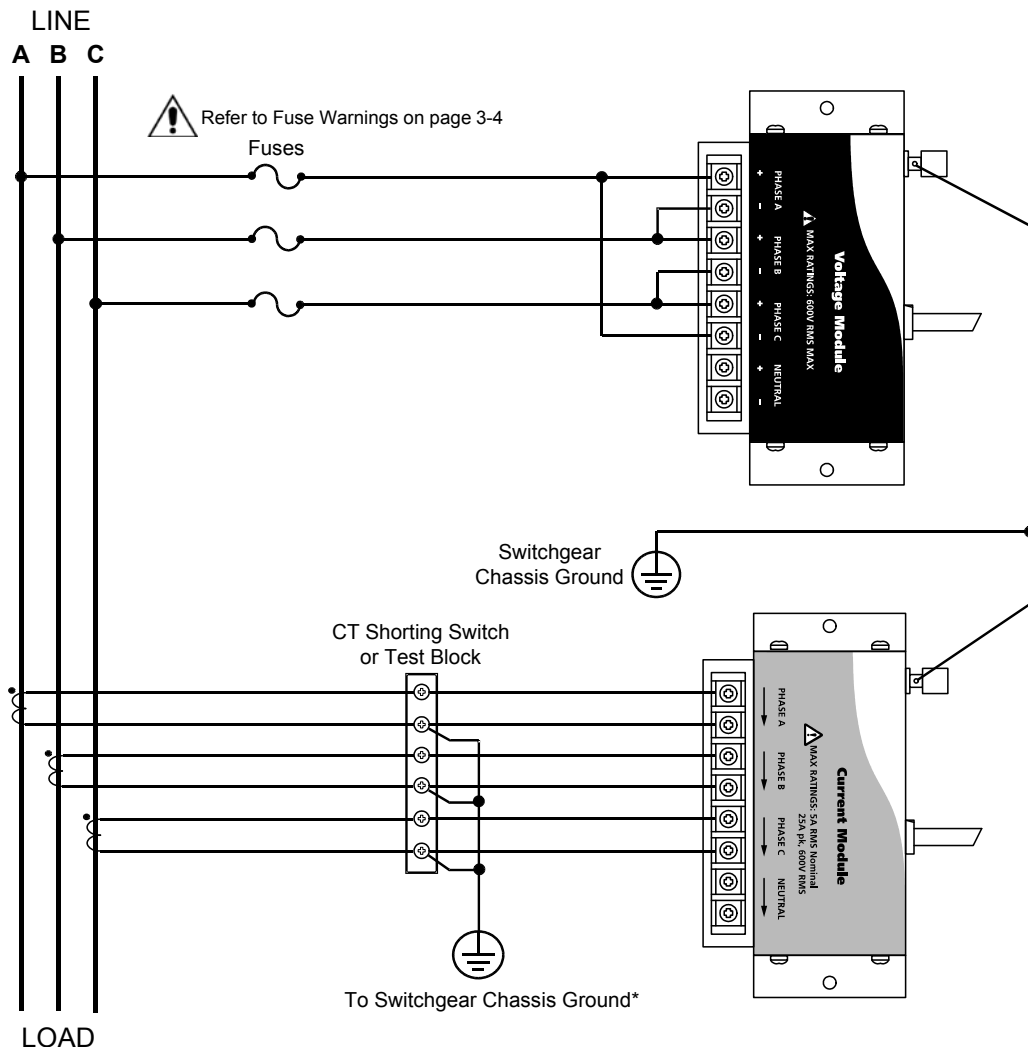 LINE
A B C
Refer to Fuse Warnings on page 3-4
Fuses
+ PHASE A
-
+ PHASE B
-
+ PHASE C
-
+ NEUTRAL
-
MAX RATINGS: 600V RMS MAX
Voltage Module
Switchgear
Chassis Ground
CT Shorting Switch
or Test Block
PHASE A
PHASE B
PHASE C
NEUTRAL
MAX RATINGS: 5A RMS Nominal
25A pk, 600V RMS
Current Module
To Switchgear Chassis Ground*
LOAD